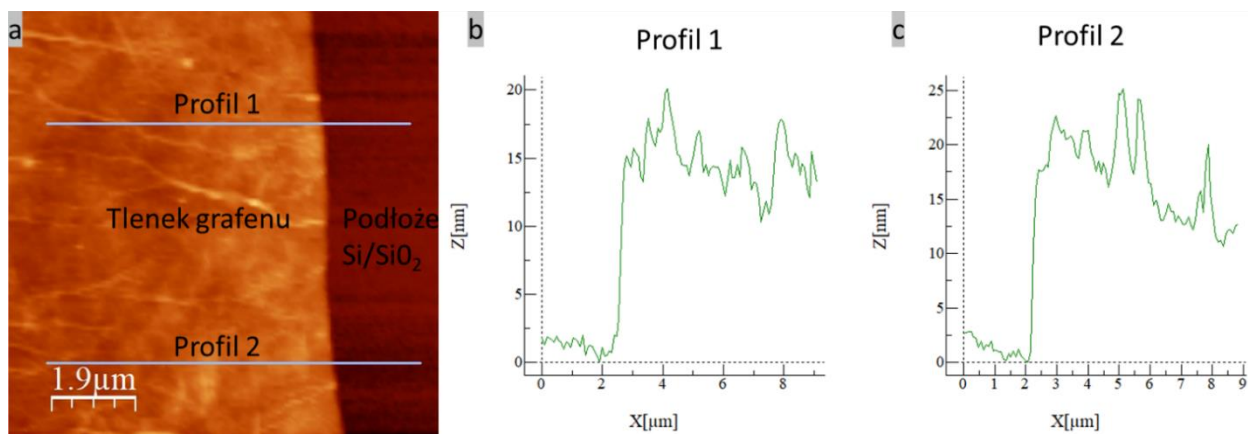 a
Profil 1
Tlenek grafenu
Podłoże
Si/Si0₂
Profil 2
1.9µm
b
Profil 1
Z[nm]
20
15
10
5
0
0 2 4 6 8
X[µm]
c
Profil 2
Z[nm]
25
20
15
10
5
0
0 1 2 3 4 5 6 7 8 9
X[µm]